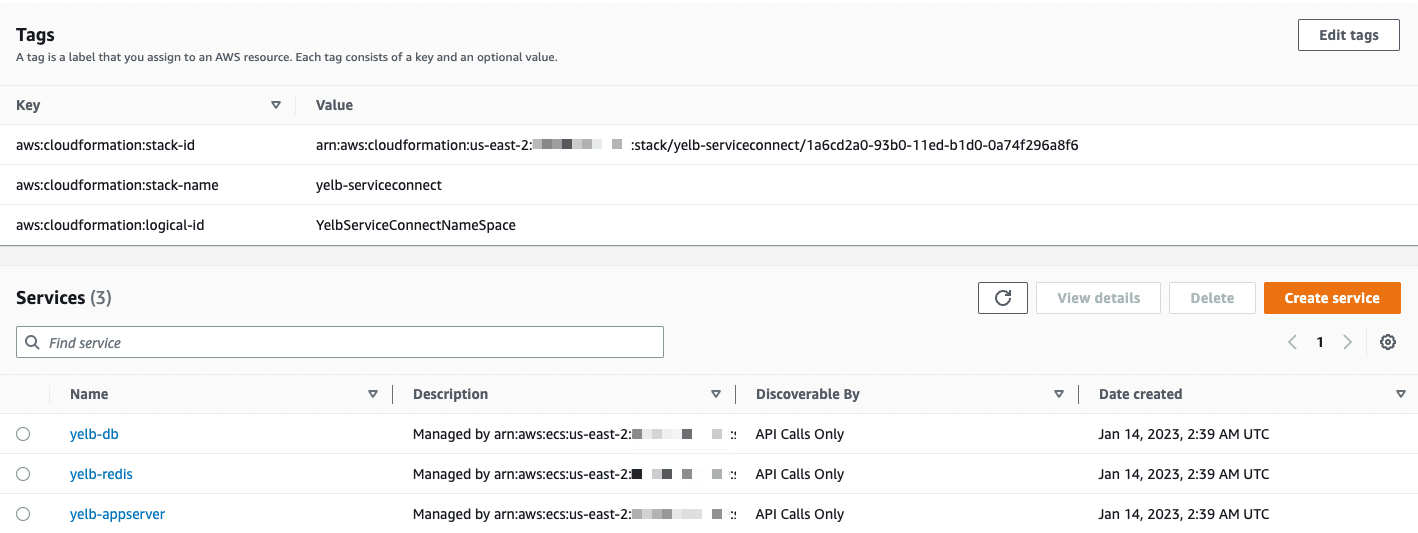 Tags
Edit tags
A tag is a label that you assign to an AWS resource. Each tag consists of a key and an optional value.
Key Value
aws:cloudformation:stack-id arn:aws:cloudformation:us-east-2: :stack/yelb-serviceconnect/1a6cd2a0-93b0-11ed-b1d0-0a74f296a8f6
aws:cloudformation:stack-name yelb-serviceconnect
aws:cloudformation:logical-id YelbServiceConnectNameSpace
Services (3) View details Delete Create service
Find service 1
Name Description Discoverable By Date created
yelb-db Managed by arn:aws:ecs:us-east-2: :s API Calls Only Jan 14, 2023, 2:39 AM UTC
yelb-redis Managed by arn:aws:ecs:us-east-2: :s API Calls Only Jan 14, 2023, 2:39 AM UTC
yelb-appserver Managed by arn:aws:ecs:us-east-2: :s API Calls Only Jan 14, 2023, 2:39 AM UTC